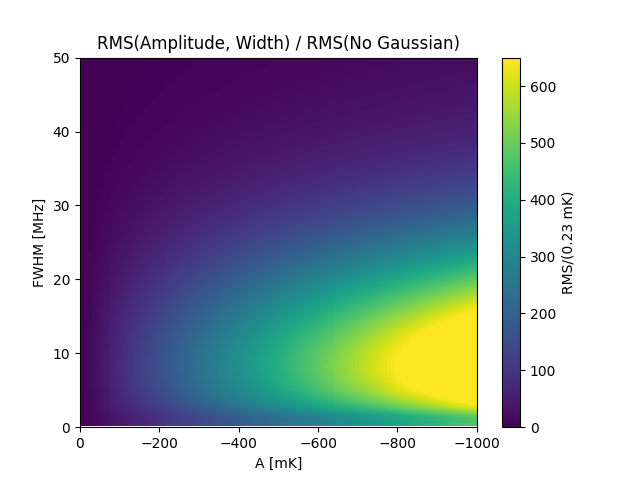 RMS(Amplitude, Width) / RMS(No Gaussian)
50
40
30
20
10
0
FWHM [MHz]
0 −200 −400 −600 −800 −1000
A [mK]
600
500
400
300
200
100
0
RMS/(0.23 mK)